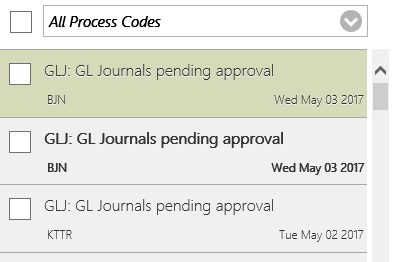 All Process Codes
GLJ: GL Journals pending approval
BJN Wed May 03 2017
GLJ: GL Journals pending approval
BJN Wed May 03 2017
GLJ: GL Journals pending approval
KTTR Tue May 02 2017